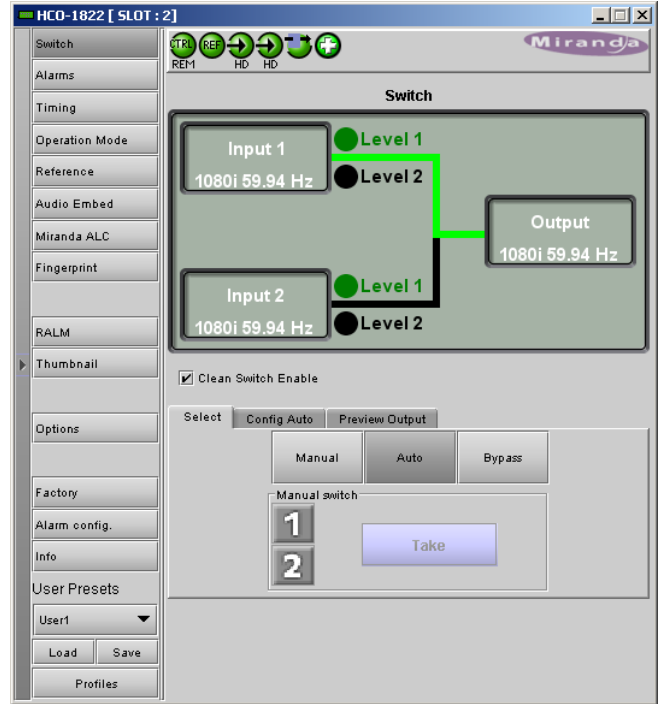 HCO-1822 [ SLOT : 2]
Switch
Alarms
Timing
Operation Mode
Reference
Audio Embed
Miranda ALC
Fingerprint
RALM
Thumbnail
Options
Factory
Alarm config.
Info
User Presets
User1
Load Save
Profiles
CTRL REF
REM HD HD
Miranda
Switch
Input 1
1080i 59.94 Hz
Level 1
Level 2
Output
1080i 59.94 Hz
Input 2
1080i 59.94 Hz
Level 1
Level 2
Clean Switch Enable
Select Config Auto Preview Output
Manual Auto Bypass
Manual switch
1
2
Take